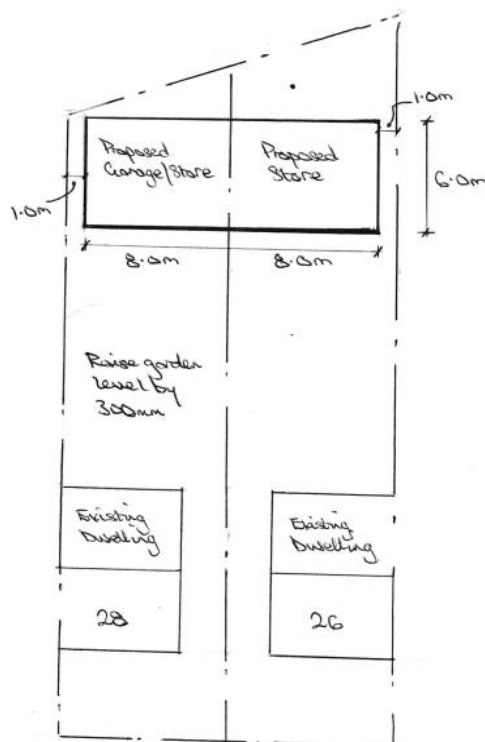 1.0m
Proposed
Garage/Store
Proposed
Store
6.0m
1.0m
8.0m
8.0m
Raise garden
level by
300mm
Existing
Dwelling
Existing
Dwelling
28
26